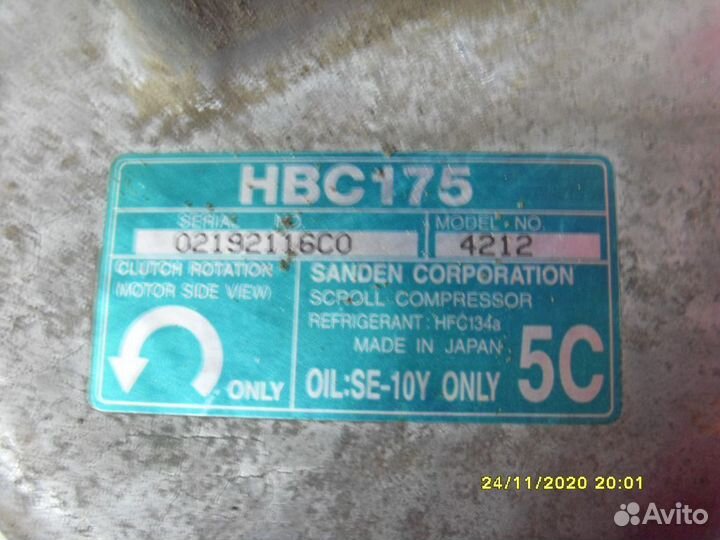 HBC175
SERIAL NO.
MODEL NO.
02192116C0
4212
CLUTCH ROTATION
(MOTOR SIDE VIEW)
ONLY
SANDEN CORPORATION
SCROLL COMPRESSOR
REFRIGERANT : HFC134a
MADE IN JAPAN
OIL:SE-10Y ONLY
5C
24/11/2020 20:01
Avito